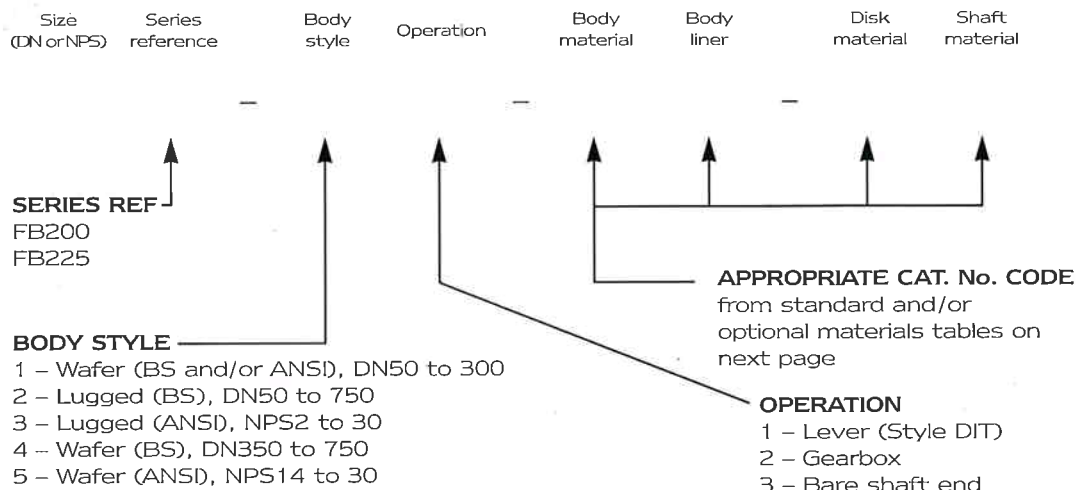 Size Series Body Operation Body Body Disk Shaft
(DN or NPS) reference style material liner material material
– – –
SERIES REF
FB200
FB225
APPROPRIATE CAT. No. CODE
from standard and/or
optional materials tables on
next page
BODY STYLE
1 – Wafer (BS and/or ANSI), DN50 to 300
2 – Lugged (BS), DN50 to 750
3 – Lugged (ANSI), NPS2 to 30
4 – Wafer (BS), DN350 to 750
5 – Wafer (ANSI), NPS14 to 30
OPERATION
1 – Lever (Style DIT)
2 – Gearbox
3 – Bare shaft end